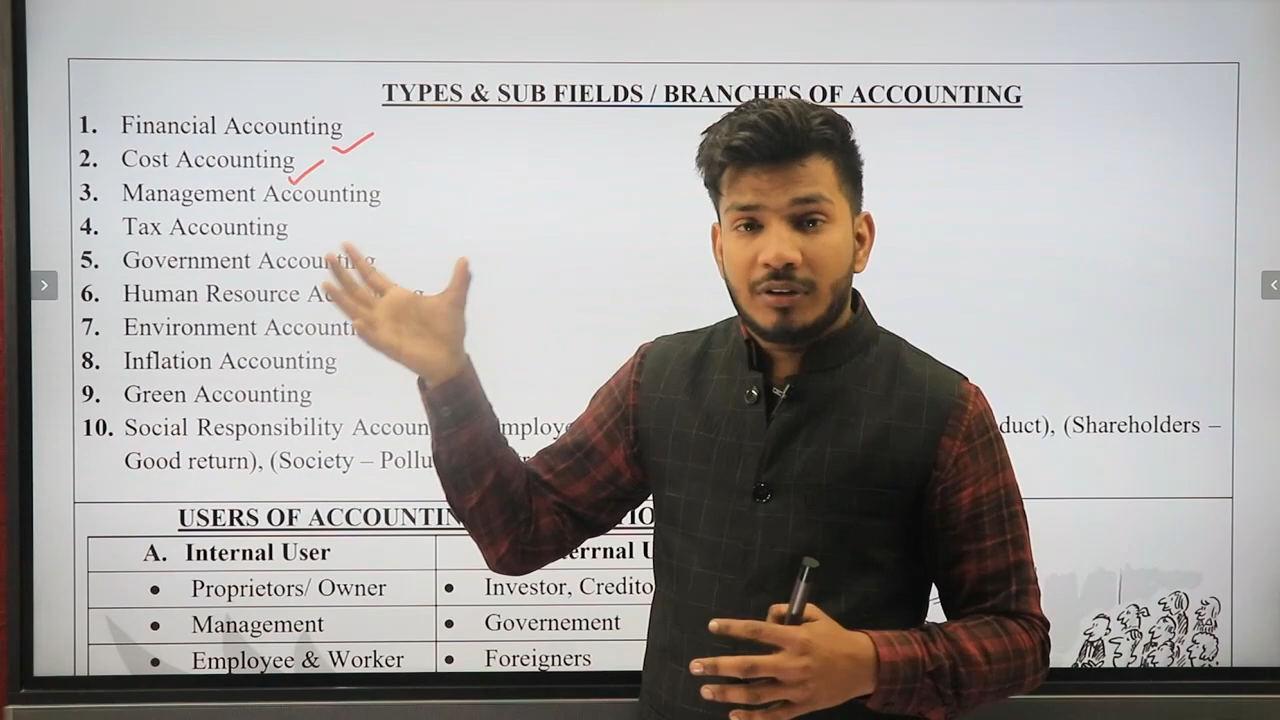 TYPES & SUB FIELDS / BRANCHES OF ACCOUNTING
1. Financial Accounting
2. Cost Accounting
3. Management Accounting
4. Tax Accounting
5. Government Accounting
6. Human Resource
7. Environment
8. Inflation Accounting
9. Green Accounting
10. Social Responsibility (Shareholders –
Good return), (Society –
USERS OF
A. Internal User
• Proprietors/ Owner • Investor,
• Management • Governement
• Employee & Worker • Foreigners